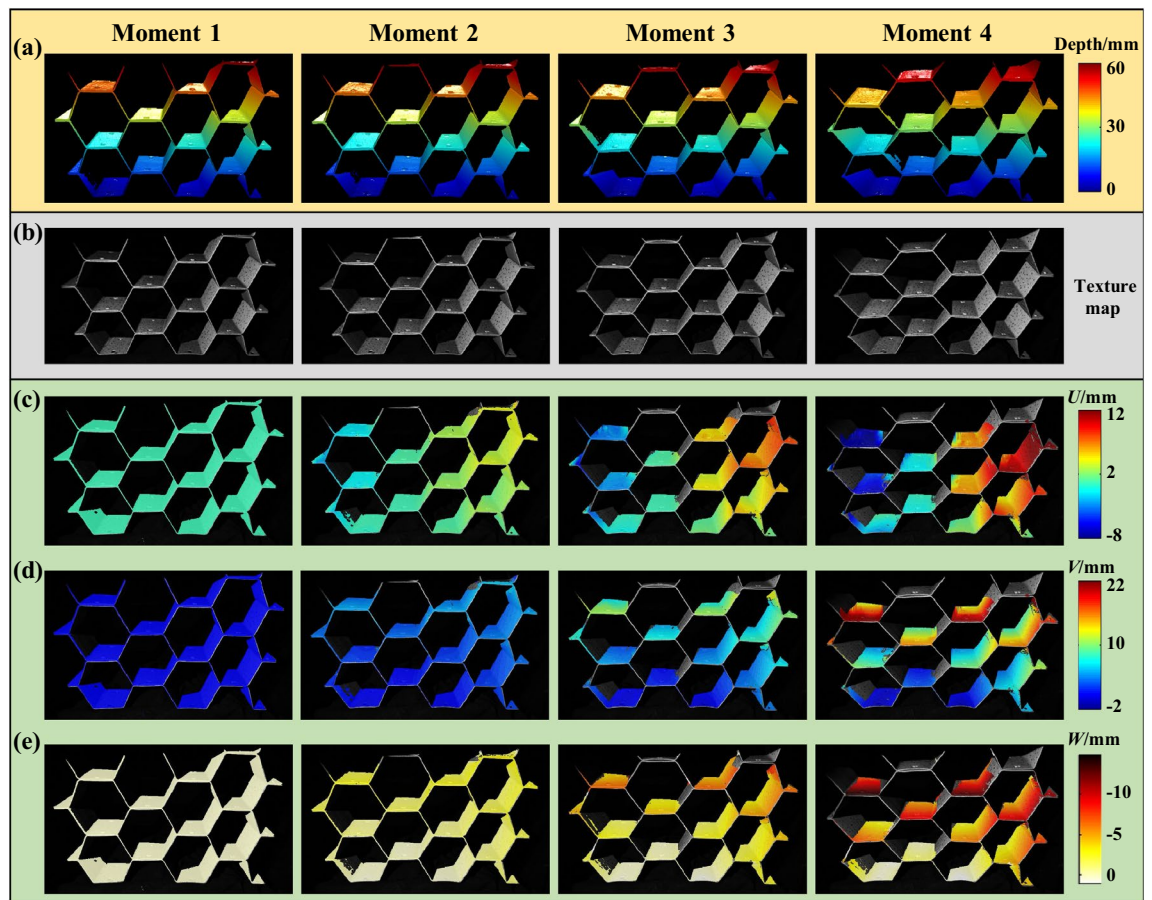 Moment 1
Moment 2
Moment 3
Moment 4
(a)
Depth/mm
60
30
0
(b)
Texture
map
(c)
U/mm
12
2
-8
(d)
V/mm
22
10
-2
(e)
W/mm
-10
-5
0